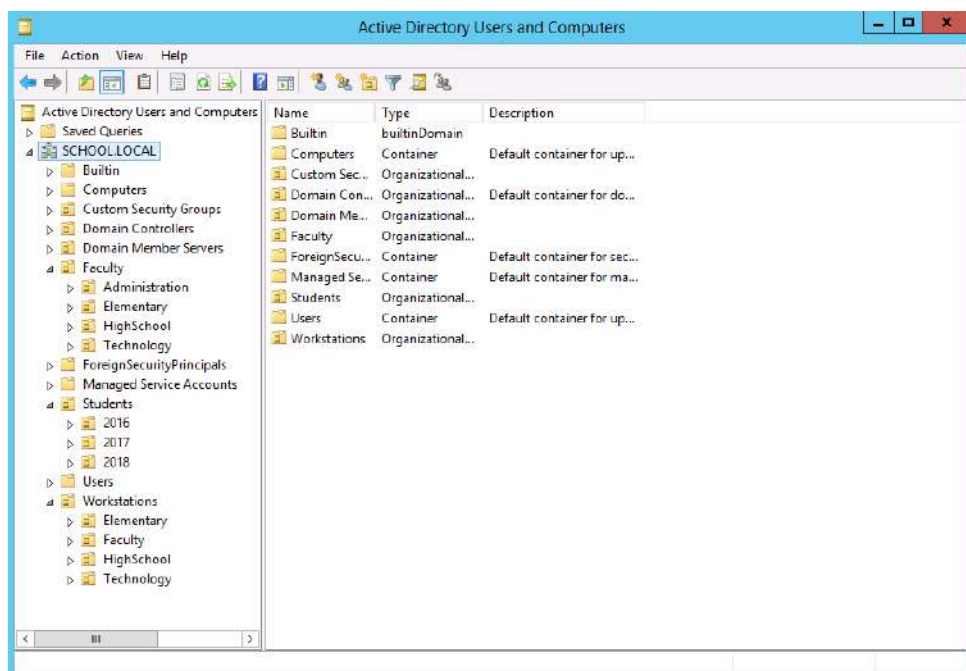 Active Directory Users and Computers
File Action View Help
Active Directory Users and Computers
Saved Queries
SCHOOL.LOCAL
Builtin
Computers
Custom Security Groups
Domain Controllers
Domain Member Servers
Faculty
Administration
Elementary
HighSchool
Technology
ForeignSecurityPrincipals
Managed Service Accounts
Students
2016
2017
2018
Users
Workstations
Elementary
Faculty
HighSchool
Technology
Name Type Description
Builtin builtinDomain
Computers Container Default container for up...
Custom Sec... Organizational...
Domain Con... Organizational... Default container for do...
Domain Me... Organizational...
Faculty Organizational...
ForeignSecu... Container Default container for sec...
Managed Se... Container Default container for ma...
Students Organizational...
Users Container Default container for up...
Workstations Organizational...